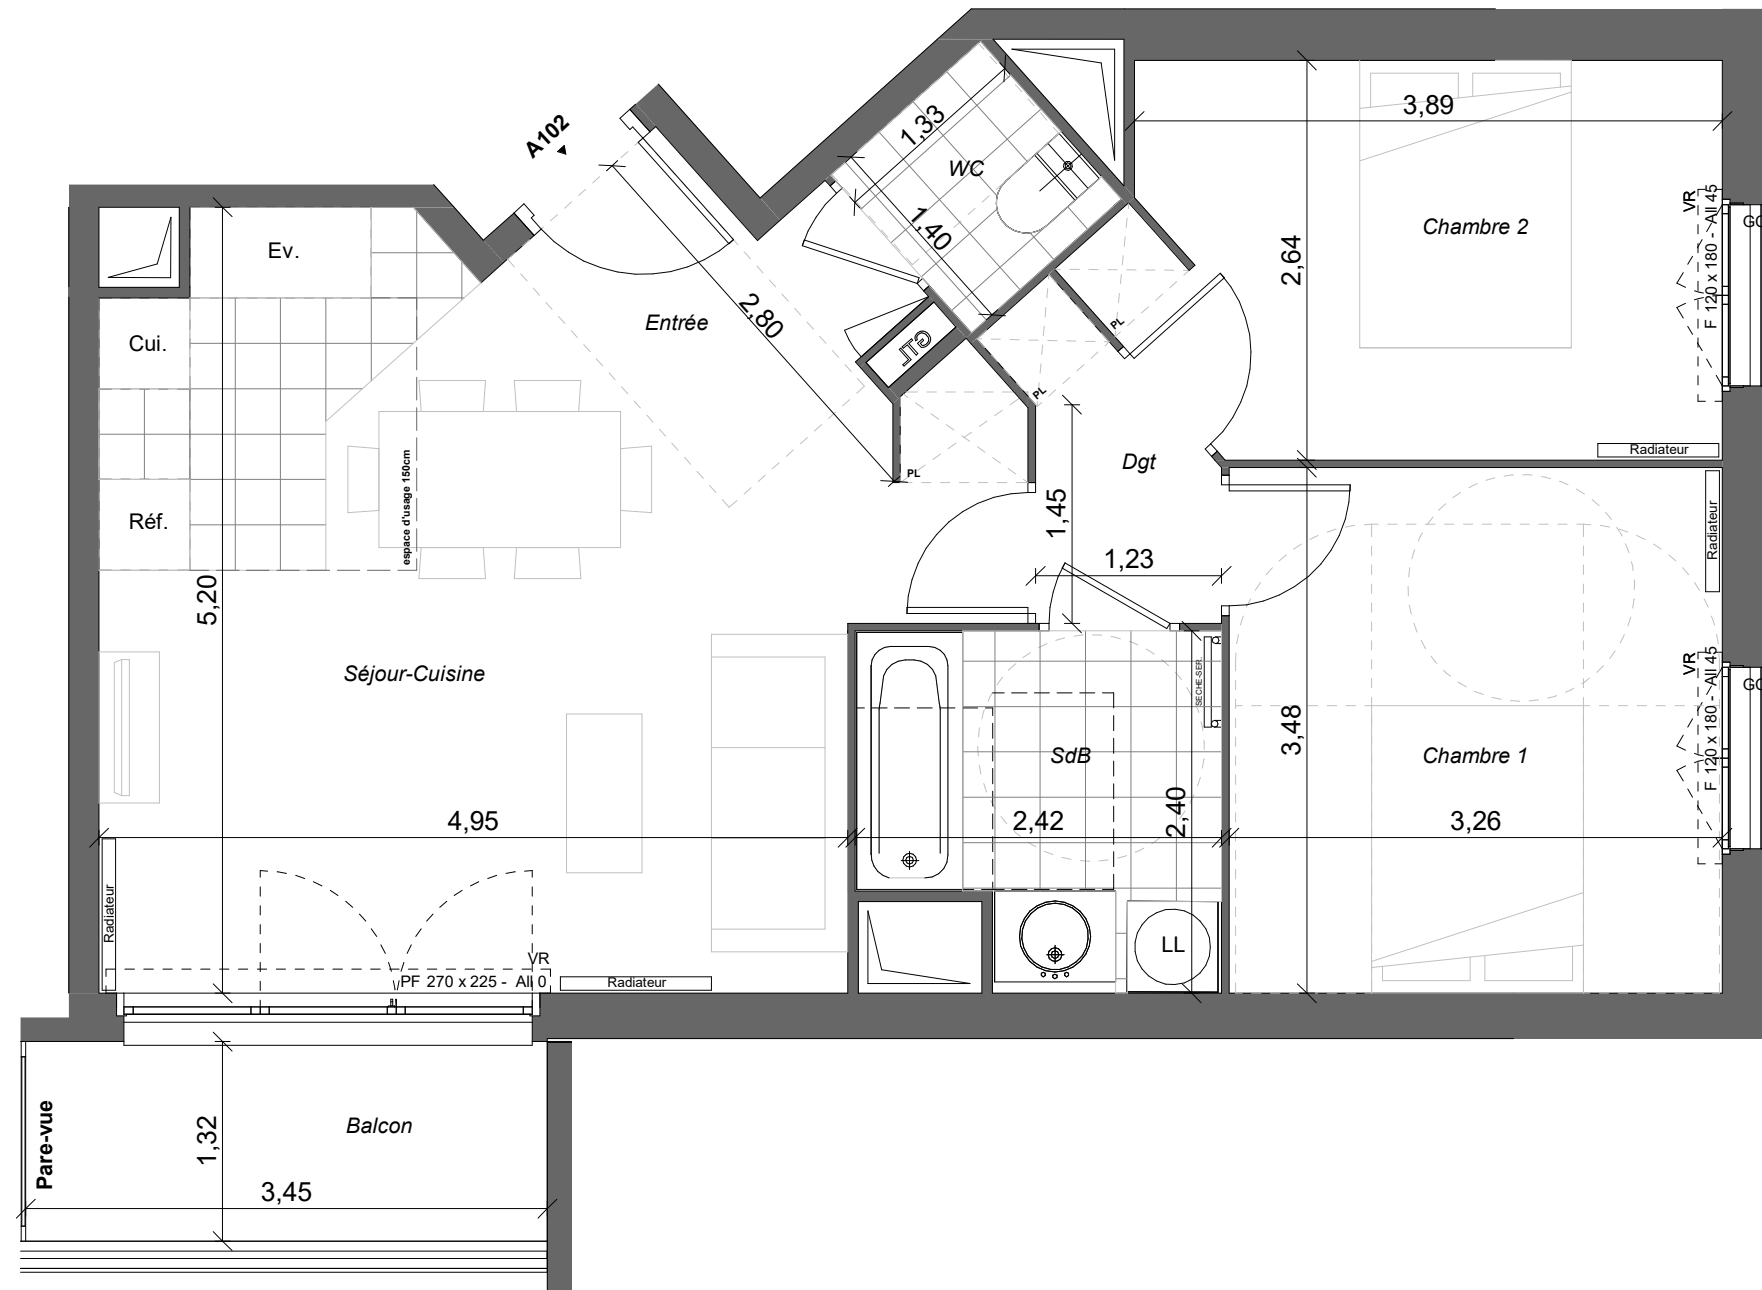 A102
1,33
WC
1,40
3,89
Chambre 2
2,64
VR
F 120 x 180 - All 45
Radiateur
Ev.
Cui.
Réf.
Entrée
2,80
GTL
PL
PL
PL
espace d'usage 150cm
Dgt
1,45
1,23
5,20
Séjour-Cuisine
4,95
Radiateur
VR
PF 270 x 225 - All 0
Radiateur
SdB
SECHE-SER.
2,42
2,40
LL
Radiateur
3,48
Chambre 1
3,26
VR
F 120 x 180 - All 45
Pare-vue
1,32
Balcon
3,45